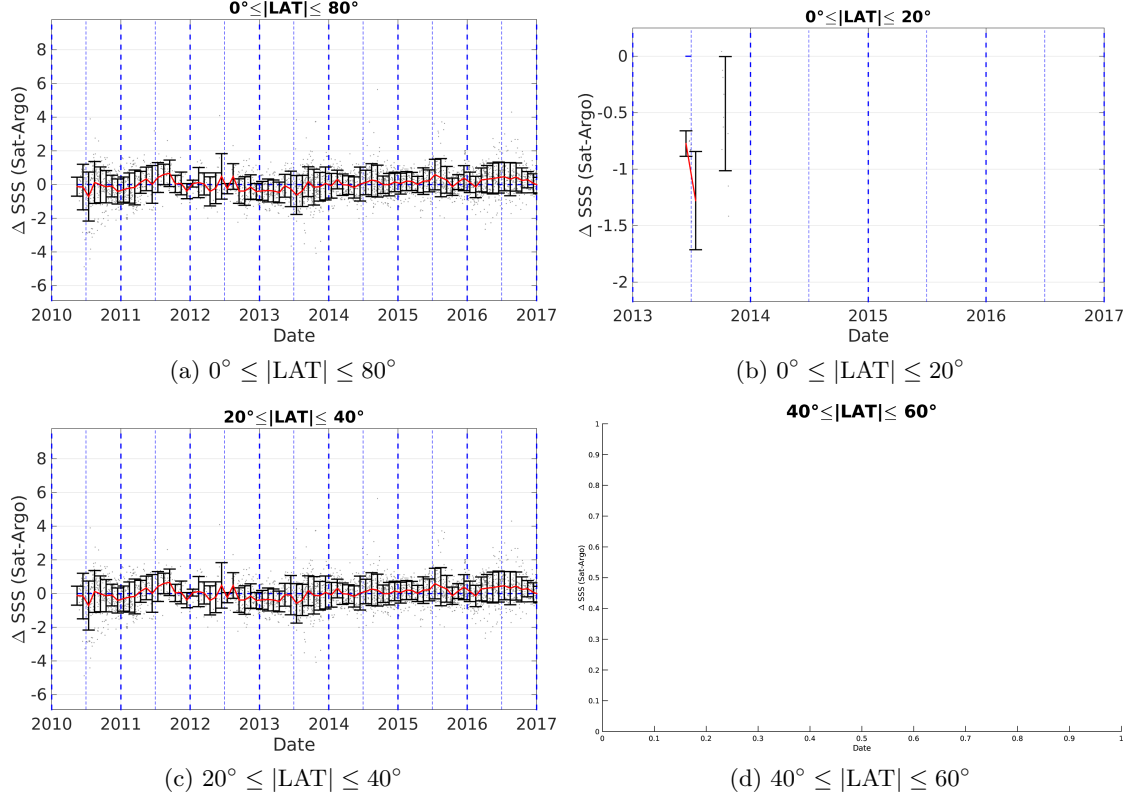 0°≤|LAT|≤ 80°
8
6
4
2
0
-2
-4
-6
Δ SSS (Sat-Argo)
2010 2011 2012 2013 2014 2015 2016 2017
Date
(a) 0° ≤ |LAT| ≤ 80°
0°≤|LAT|≤ 20°
0
-0.5
-1
-1.5
-2
Δ SSS (Sat-Argo)
2013 2014 2015 2016 2017
Date
(b) 0° ≤ |LAT| ≤ 20°
20°≤|LAT|≤ 40°
8
6
4
2
0
-2
-4
-6
Δ SSS (Sat-Argo)
2010 2011 2012 2013 2014 2015 2016 2017
Date
(c) 20° ≤ |LAT| ≤ 40°
40°≤|LAT|≤ 60°
1
0.9
0.8
0.7
0.6
0.5
0.4
0.3
0.2
0.1
0
Δ SSS (Sat-Argo)
0 0.1 0.2 0.3 0.4 0.5 0.6 0.7 0.8 0.9 1
Date
(d) 40° ≤ |LAT| ≤ 60°